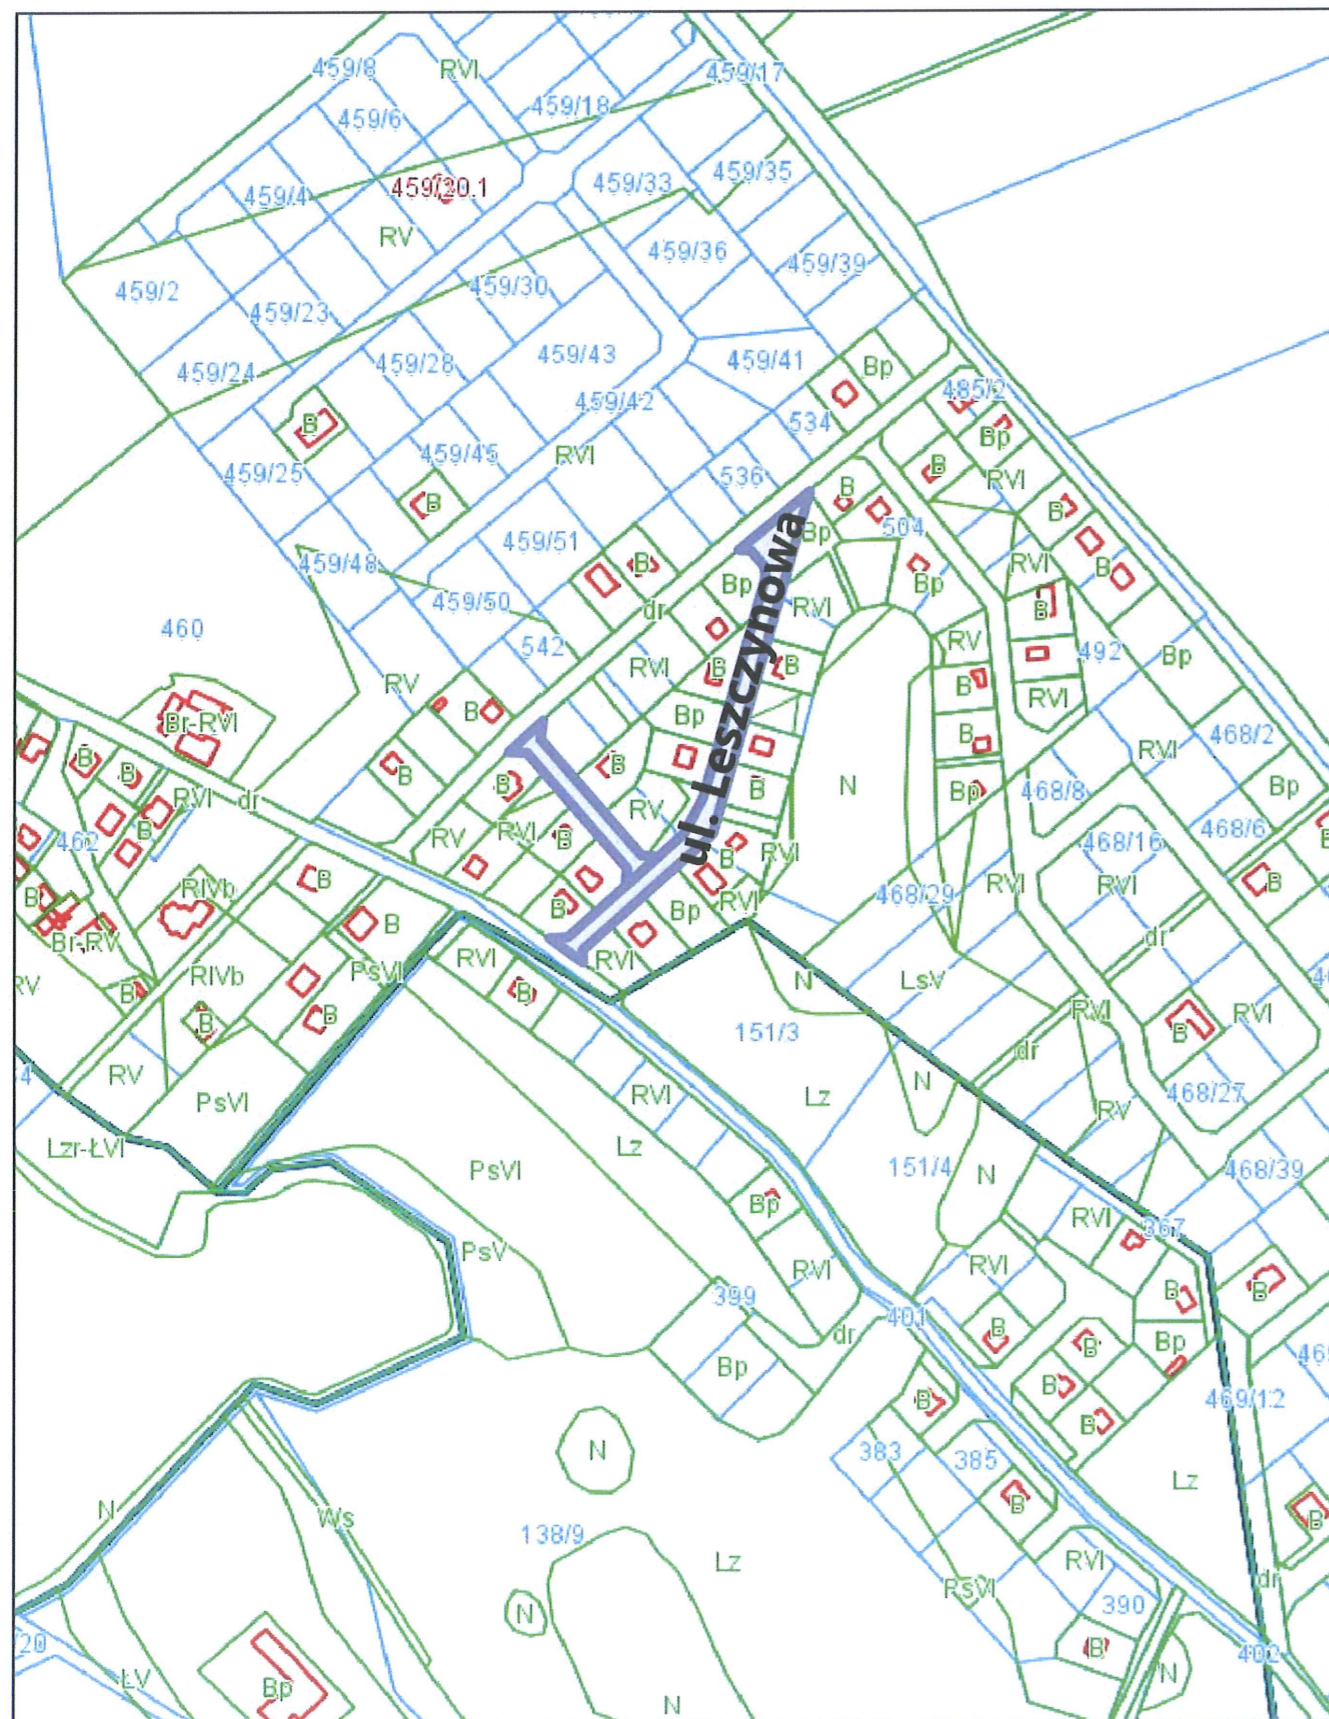 459/8
RVI
459/17
459/6
459/18
459/4
459/30.1
459/33
459/35
RV
459/36
459/39
459/2
459/23
459/30
459/24
459/28
459/43
459/41
Bp
459/42
534
485/2
B
459/25
459/45
RVI
536
B
Bp
RVI
B
B
Bp
504
B
459/51
459/48
B
Bp
Bp
RVI
B
459/50
dr
RVI
B
460
542
RV
492
Bp
RVI
B
B
B
RVI
RV
B
Bp
ul. Leszczynowa
Br-RVI
B
468/2
B
B
B
B
N
Bp
RVI
Bp
RVI
dr
B
RV
B
468/8
462
B
RV
RVI
B
B
RVI
468/16
468/6
B
RIVb
B
468/29
RVI
RVI
B
B
B
B
Bp
RVI
dr
Br-RV
RV
RIVb
PsVI
RVI
RVI
N
LsV
B
B
B
B
RVI
RVI
151/3
dr
RV
N
PsVI
RVI
Lz
RV
468/27
Lzr-ŁVI
Lz
PsVI
151/4
N
468/39
Bp
RVI
367
PsV
RVI
RVI
B
B
399
401
dr
B
B
Bp
Bp
B
469/12
B
B
383
385
N
Lz
B
N
Ws
138/9
Lz
B
RVI
dr
PsVI
390
N
B
402
N
/20
ŁV
Bp
N